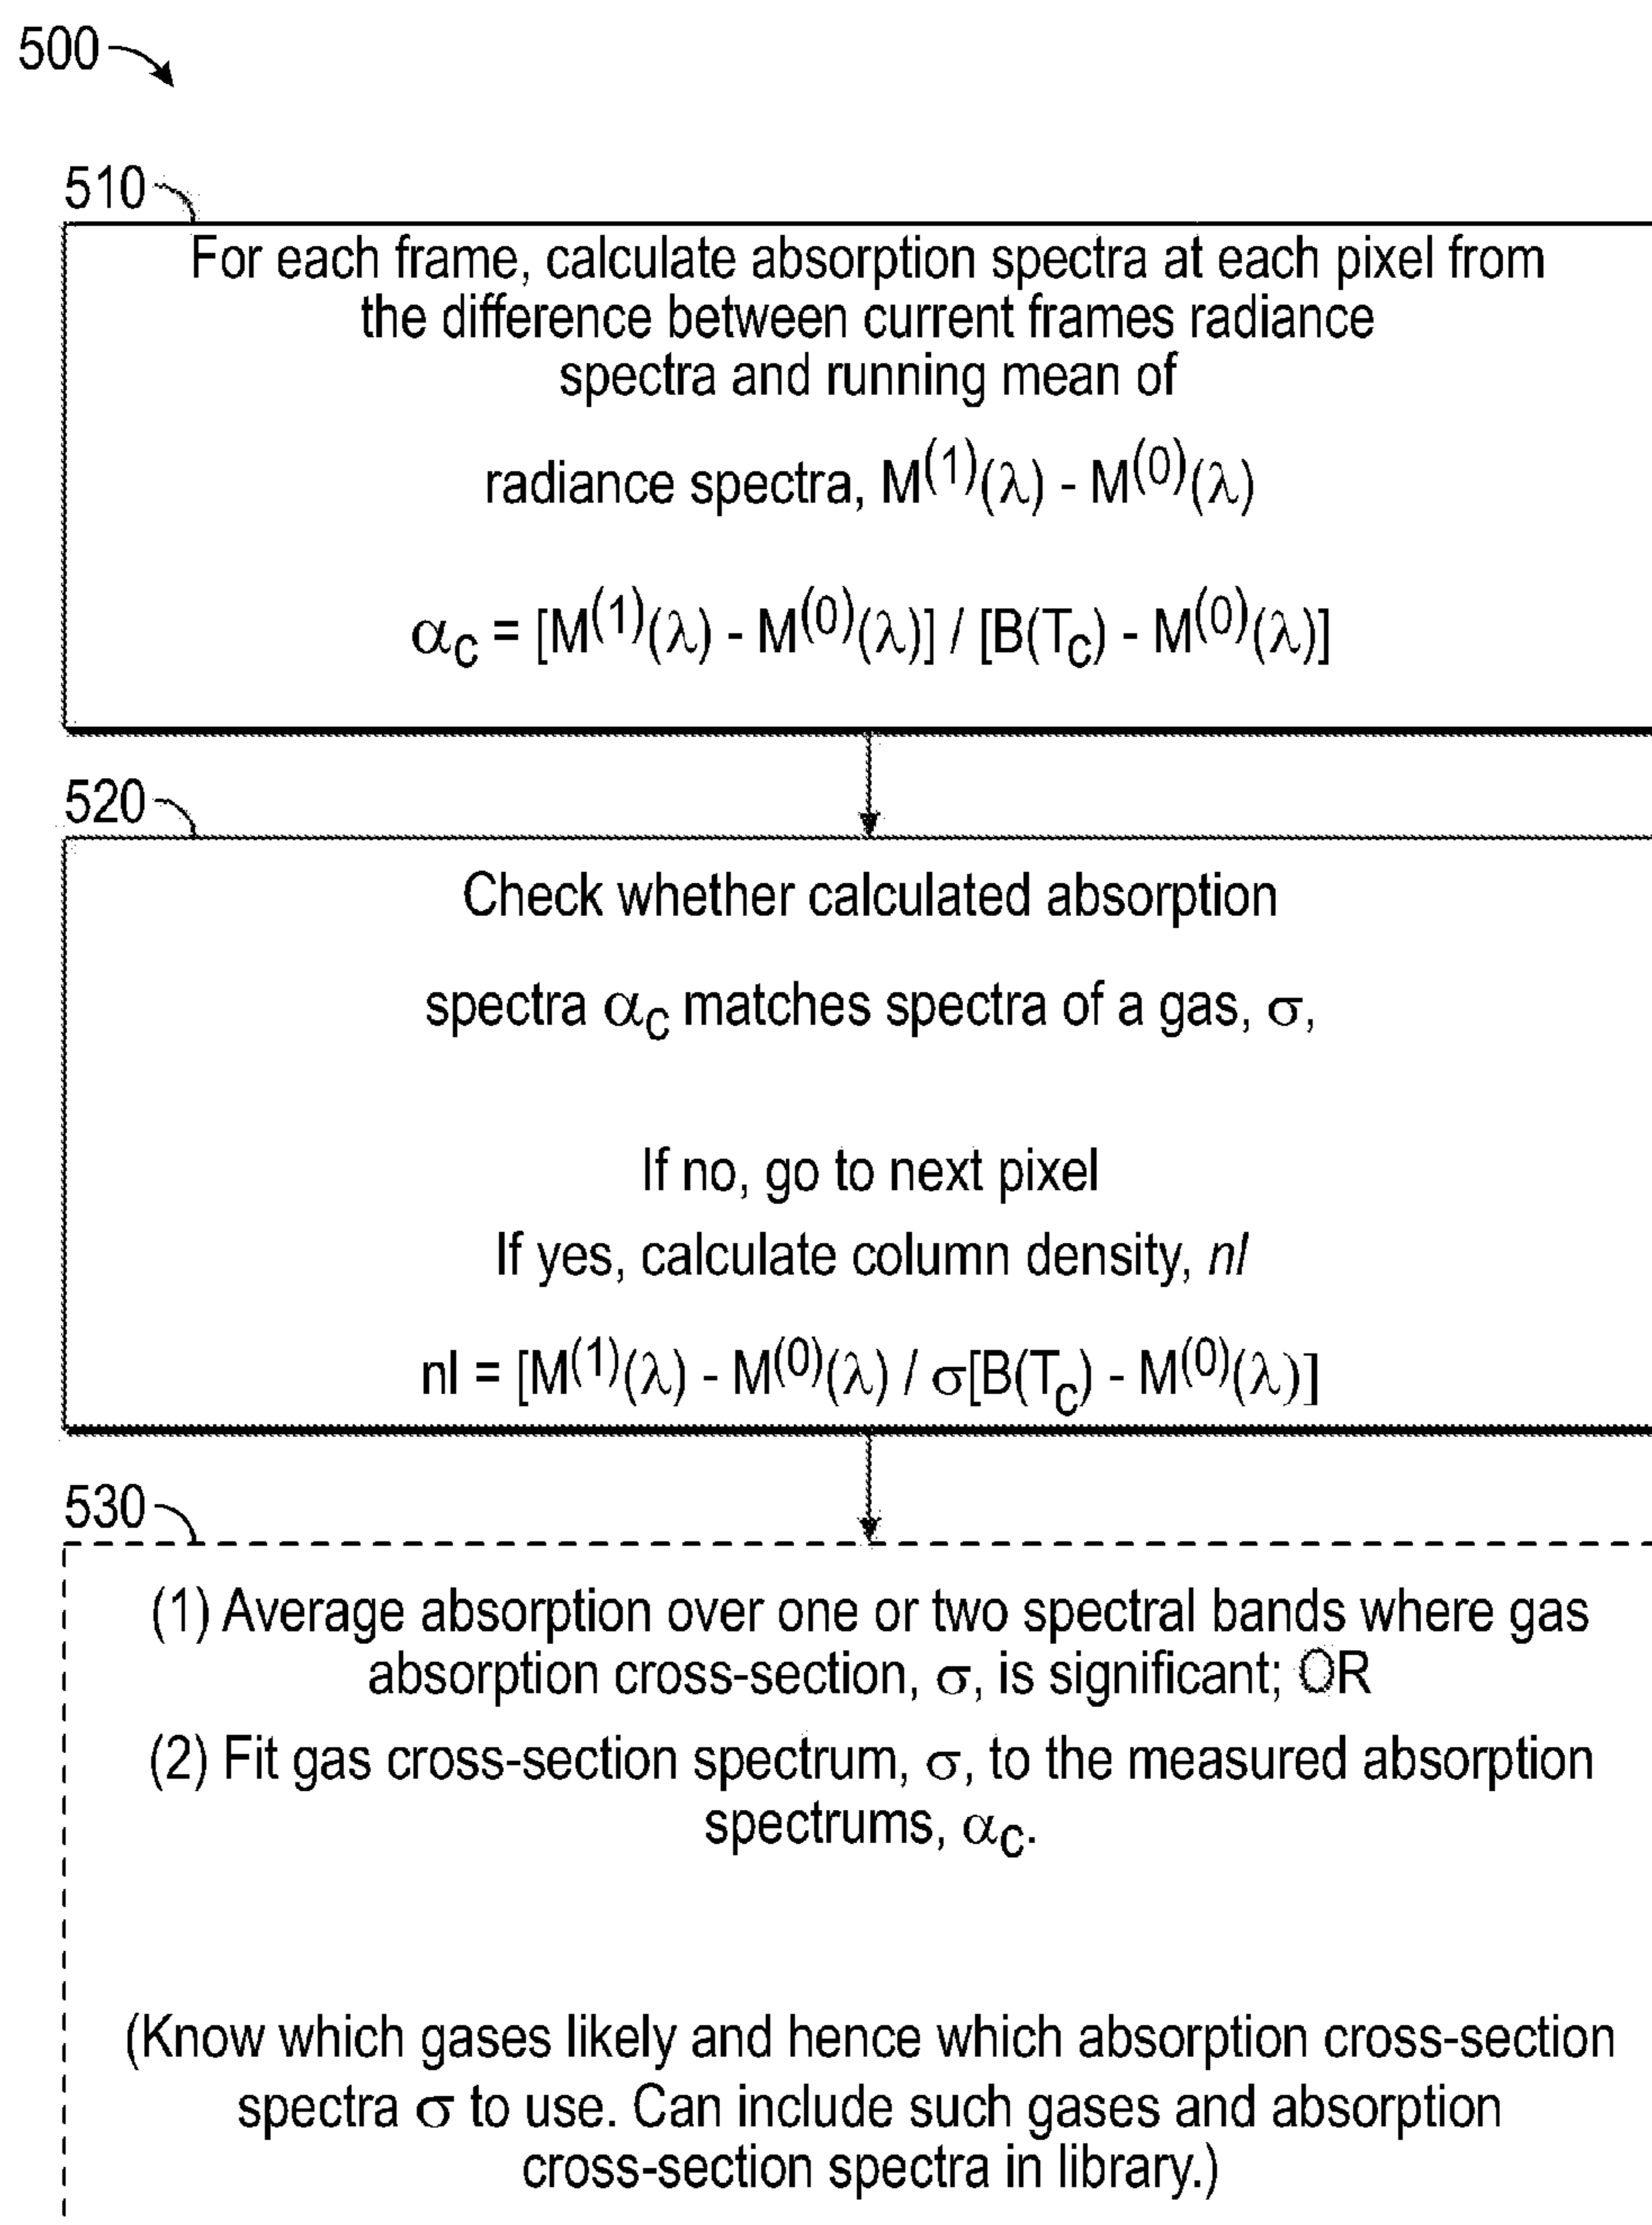 500
510
For each frame, calculate absorption spectra at each pixel from
the difference between current frames radiance
spectra and running mean of
radiance spectra, M⁽¹⁾(λ) - M⁽⁰⁾(λ)
α_C = [M⁽¹⁾(λ) - M⁽⁰⁾(λ)] / [B(T_C) - M⁽⁰⁾(λ)]
520
Check whether calculated absorption
spectra α_C matches spectra of a gas, σ,
If no, go to next pixel
If yes, calculate column density, nl
nl = [M⁽¹⁾(λ) - M⁽⁰⁾(λ) / σ[B(T_C) - M⁽⁰⁾(λ)]
530
(1) Average absorption over one or two spectral bands where gas
absorption cross-section, σ, is significant; OR
(2) Fit gas cross-section spectrum, σ, to the measured absorption
spectrums, α_C.
(Know which gases likely and hence which absorption cross-section
spectra σ to use. Can include such gases and absorption
cross-section spectra in library.)